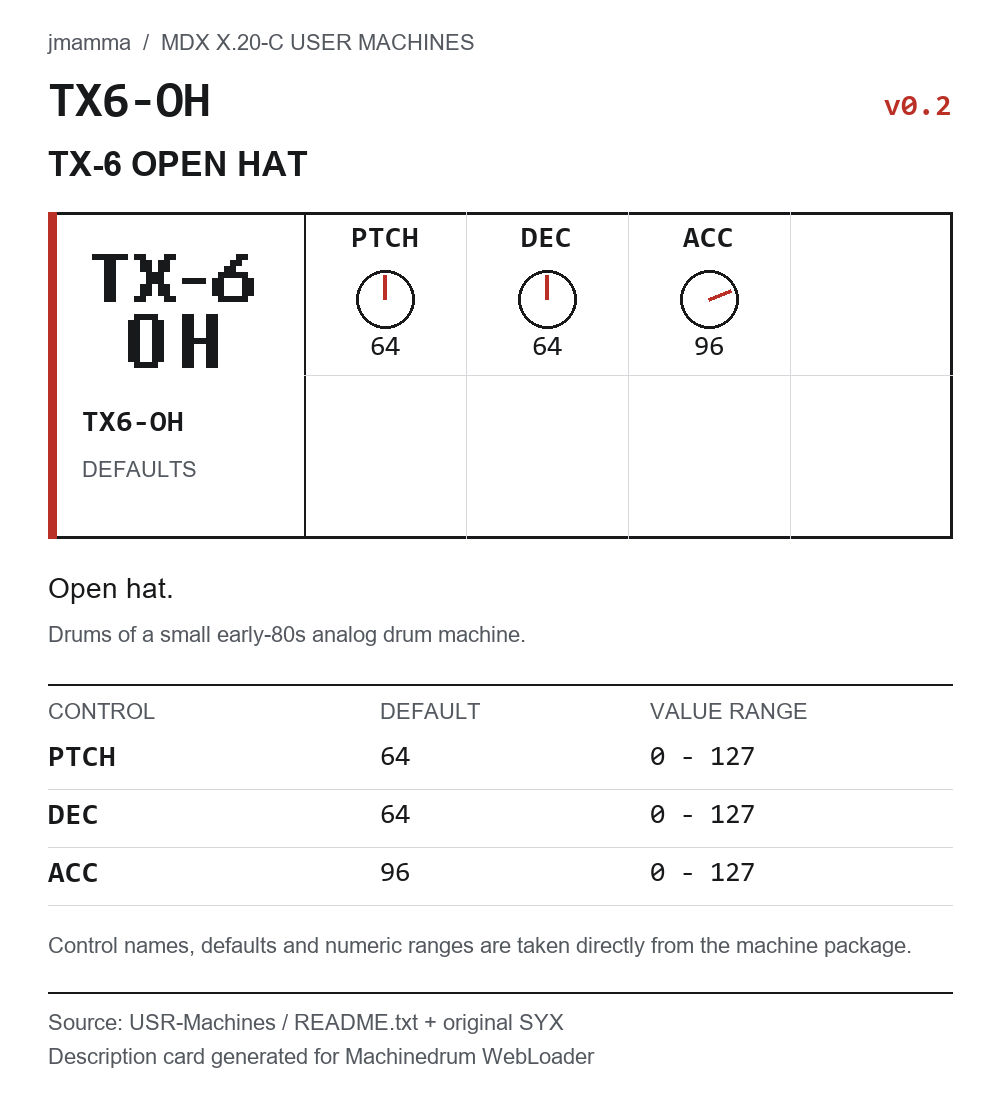 jmamma / MDX X.20-C USER MACHINES
TX6-OH
v0.2
TX-6 OPEN HAT
TX-6
OH
TX6-OH
DEFAULTS
PTCH DEC ACC
64 64 96
Open hat.
Drums of a small early-80s analog drum machine.
CONTROL DEFAULT VALUE RANGE
PTCH 64 0 - 127
DEC 64 0 - 127
ACC 96 0 - 127
Control names, defaults and numeric ranges are taken directly from the machine package.
Source: USR-Machines / README.txt + original SYX
Description card generated for Machinedrum WebLoader